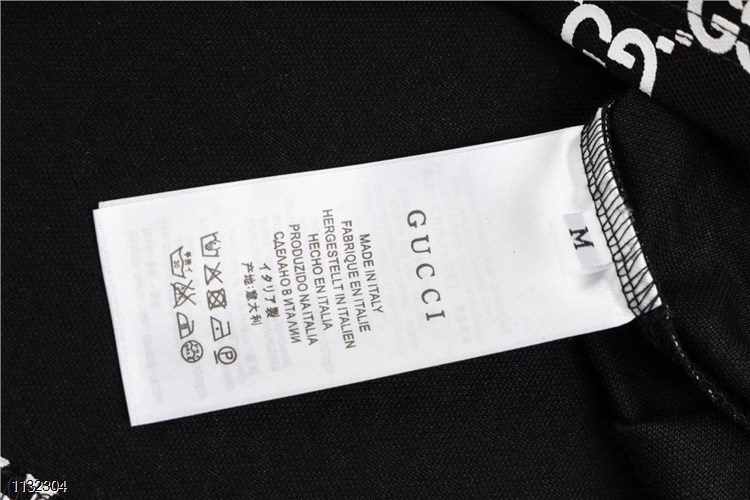 GUCCI
MADE IN ITALY
FABRIQUE EN ITALIE
HERGESTELLT IN ITALIEN
HECHO EN ITALIA
PRODUZIDO NA ITALIA
СДЕЛАНО В ИТАЛИИ
イタリア製
产地:意大利
M
1132304